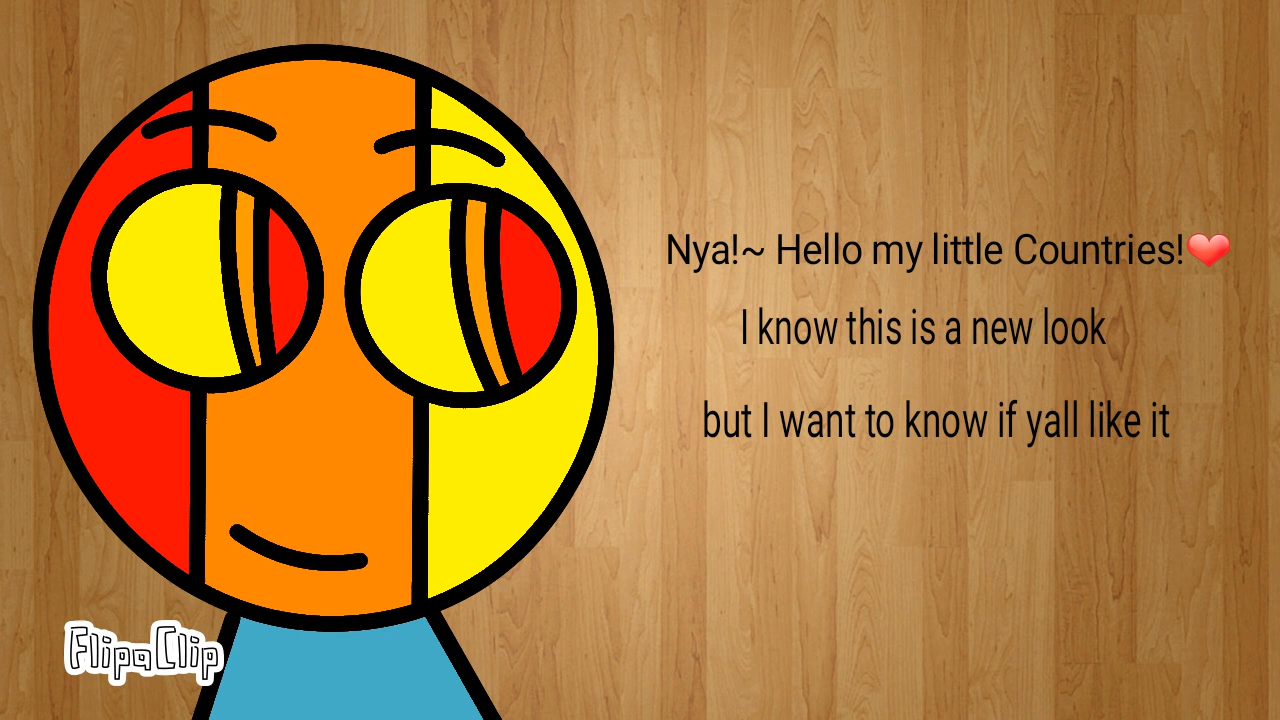 Nya!~ Hello my little Countries!❤️
I know this is a new look
but I want to know if yall like it
FlipaClip